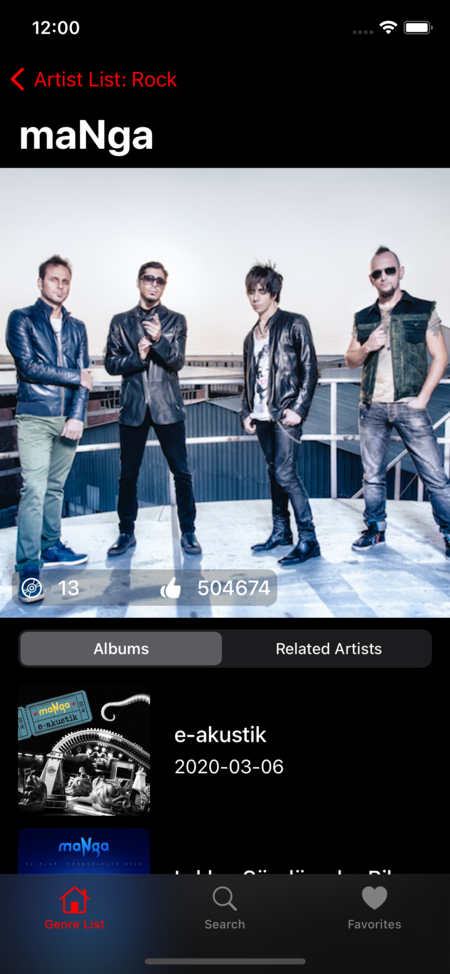 12:00
Artist List: Rock
maNga
13
504674
Albums
Related Artists
maNga
e-akustik
e-akustik
2020-03-06
maNga
Genre List
Search
Favorites